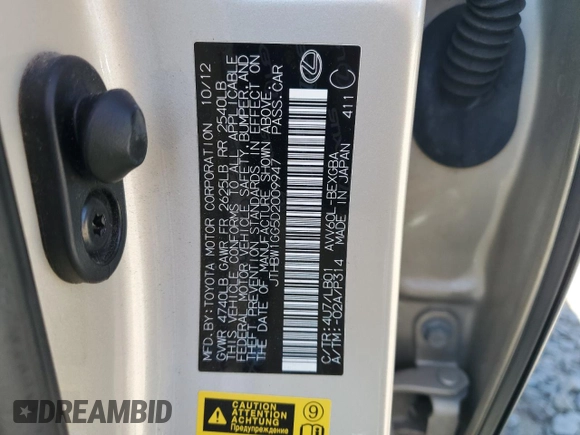 MFD.BY:TOYOTA MOTOR CORPORATION 10/12
GVWR 4740LB GAWR FR 2625LB RR 2540LB
THIS VEHICLE CONFORMS TO ALL APPLICABLE
FEDERAL MOTOR VEHICLE SAFETY, BUMPER, AND
THEFT PREVENTION STANDARDS IN EFFECT ON
THE DATE OF MANUFACTURE SHOWN ABOVE.
JTHBW1GG5D2009947 PASS.CAR
C/TR:4U7/LB01 AVV60L-BEXGBA
A/TM:-02A/P314 MADE IN JAPAN 411 C
CAUTION
ATTENTION
ACHTUNG
Предупреждение
9
DREAMBID